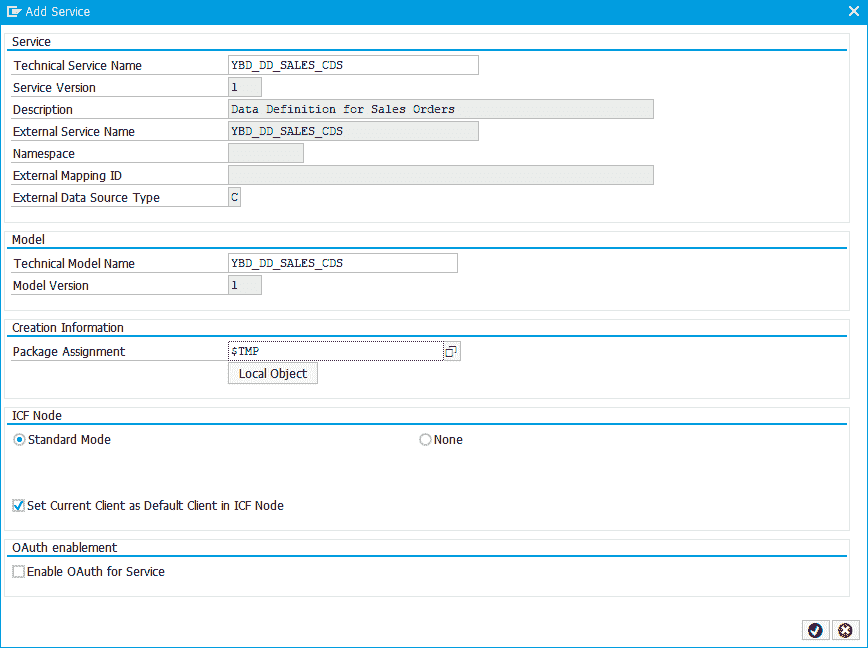 Add Service
Service
Technical Service Name YBD_DD_SALES_CDS
Service Version 1
Description Data Definition for Sales Orders
External Service Name YBD_DD_SALES_CDS
Namespace
External Mapping ID
External Data Source Type C
Model
Technical Model Name YBD_DD_SALES_CDS
Model Version 1
Creation Information
Package Assignment $TMP
Local Object
ICF Node
Standard Mode None
Set Current Client as Default Client in ICF Node
OAuth enablement
Enable OAuth for Service